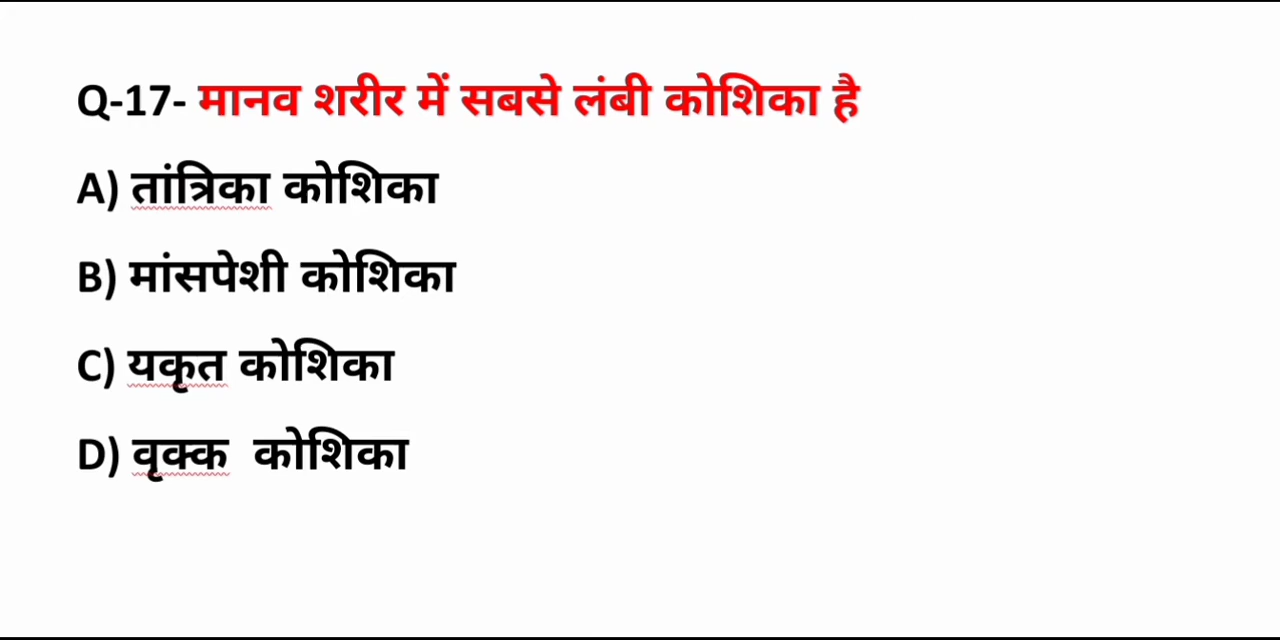 Q-17- मानव शरीर में सबसे लंबी कोशिका है
A) तांत्रिका कोशिका
B) मांसपेशी कोशिका
C) यकृत कोशिका
D) वृक्क कोशिका